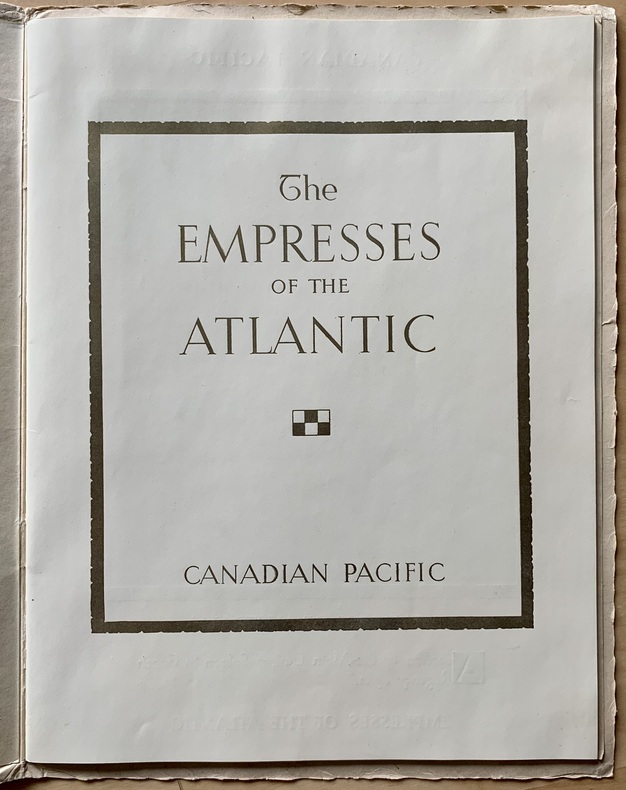 The
EMPRESSES
OF THE
ATLANTIC
CANADIAN PACIFIC